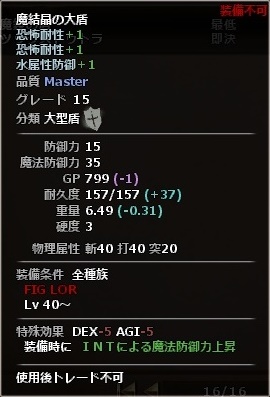 装備不可
魔結晶の大盾
恐怖耐性+1
恐怖耐性+1
水属性防御+1
品質 Master
グレード 15
分類 大型盾
防御力 15
魔法防御力 35
GP 799 (-1)
耐久度 157/157 (+37)
重量 6.49 (-0.31)
硬度 3
物理属性 斬40 打40 突20
装備条件 全種族
FIG LOR
Lv 40～
特殊効果 DEX-5 AGI-5
装備時に ＩＮＴによる魔法防御力上昇
使用後トレード不可
16/16
最低
即決